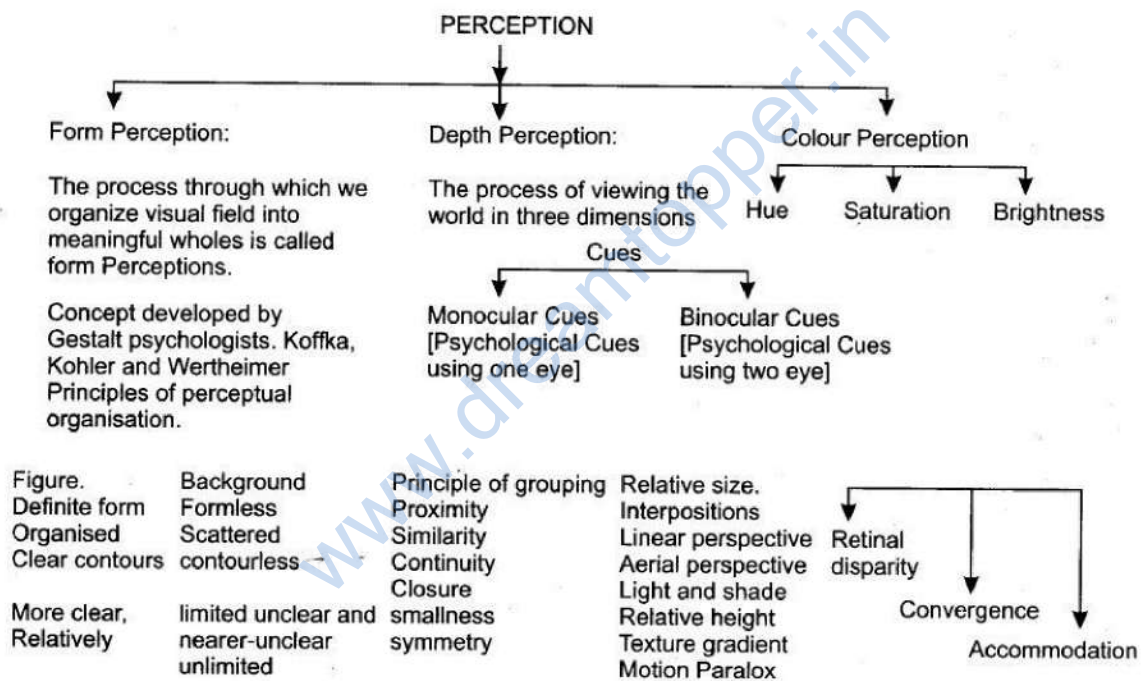 PERCEPTION
Form Perception:
The process through which we
organize visual field into
meaningful wholes is called
form Perceptions.
Concept developed by
Gestalt psychologists. Koffka,
Kohler and Wertheimer
Principles of perceptual
organisation.
Depth Perception:
The process of viewing the
world in three dimensions
Cues
Monocular Cues
[Psychological Cues
using one eye]
Binocular Cues
[Psychological Cues
using two eye]
Colour Perception
Hue
Saturation
Brightness
Figure.
Definite form
Organised
Clear contours
More clear,
Relatively
Background
Formless
Scattered
contourless
limited unclear and
nearer-unclear
unlimited
Principle of grouping
Proximity
Similarity
Continuity
Closure
smallness
symmetry
Relative size.
Interpositions
Linear perspective
Aerial perspective
Light and shade
Relative height
Texture gradient
Motion Paralox
Retinal
disparity
Convergence
Accommodation
www.dreamtopper.in